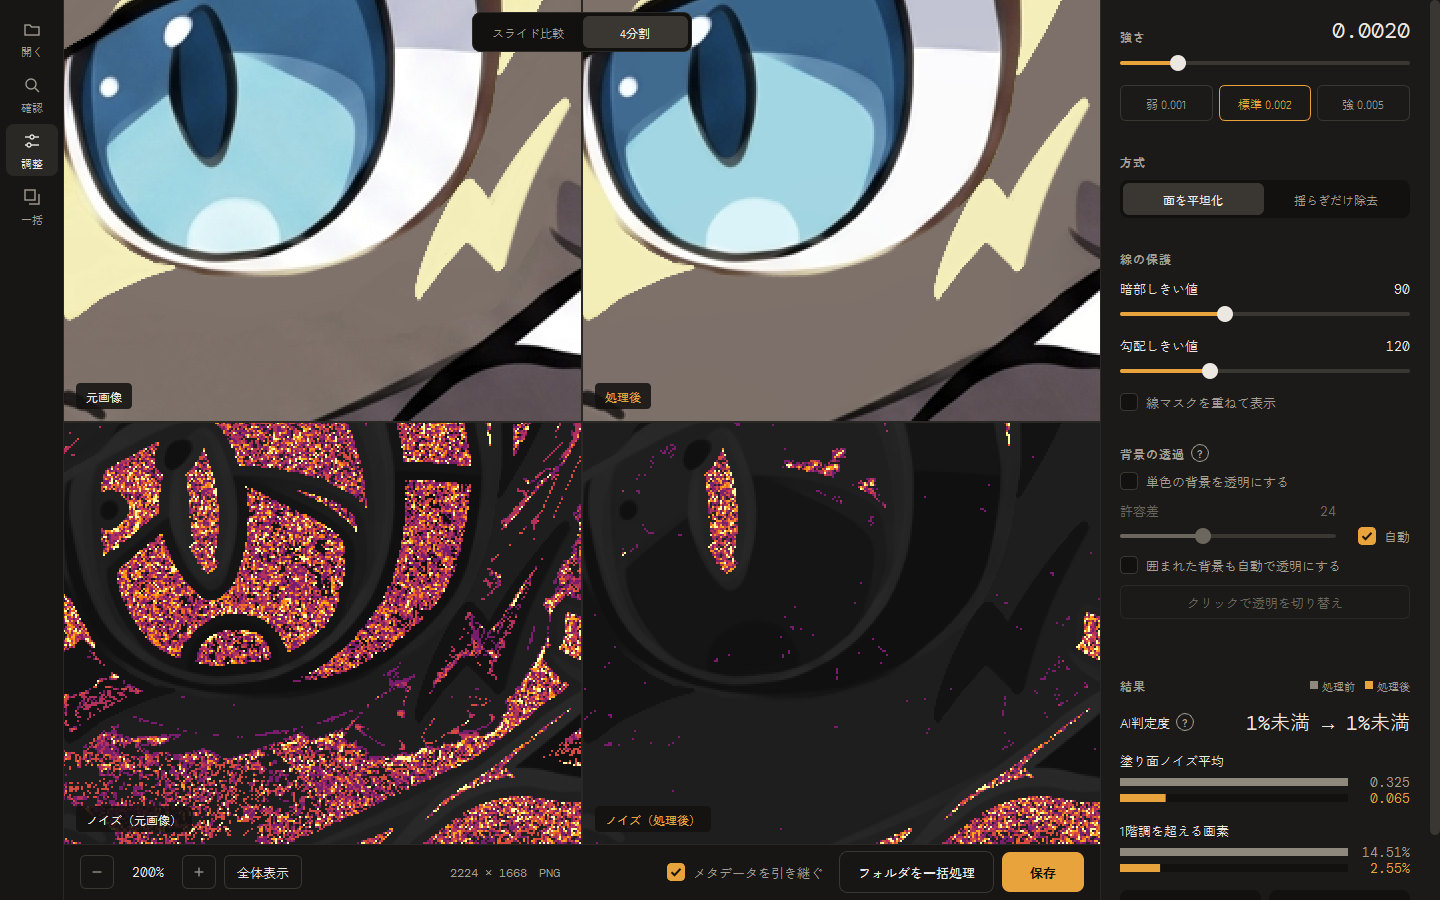 開く
確認
調整
一括
スライド比較
4分割
元画像
処理後
ノイズ（元画像）
ノイズ（処理後）
200%
全体表示
2224 × 1668 PNG
メタデータを引き継ぐ
フォルダを一括処理
保存
強さ
0.0020
弱 0.001
標準 0.002
強 0.005
方式
面を平坦化
揺らぎだけ除去
線の保護
暗部しきい値 90
勾配しきい値 120
線マスクを重ねて表示
背景の透過 ?
単色の背景を透明にする
許容差 24
自動
囲まれた背景も自動で透明にする
クリックで透明を切り替え
結果
処理前
処理後
AI判定度 ?
1%未満 → 1%未満
塗り面ノイズ平均
0.325
0.065
1階調を超える画素
14.51%
2.55%